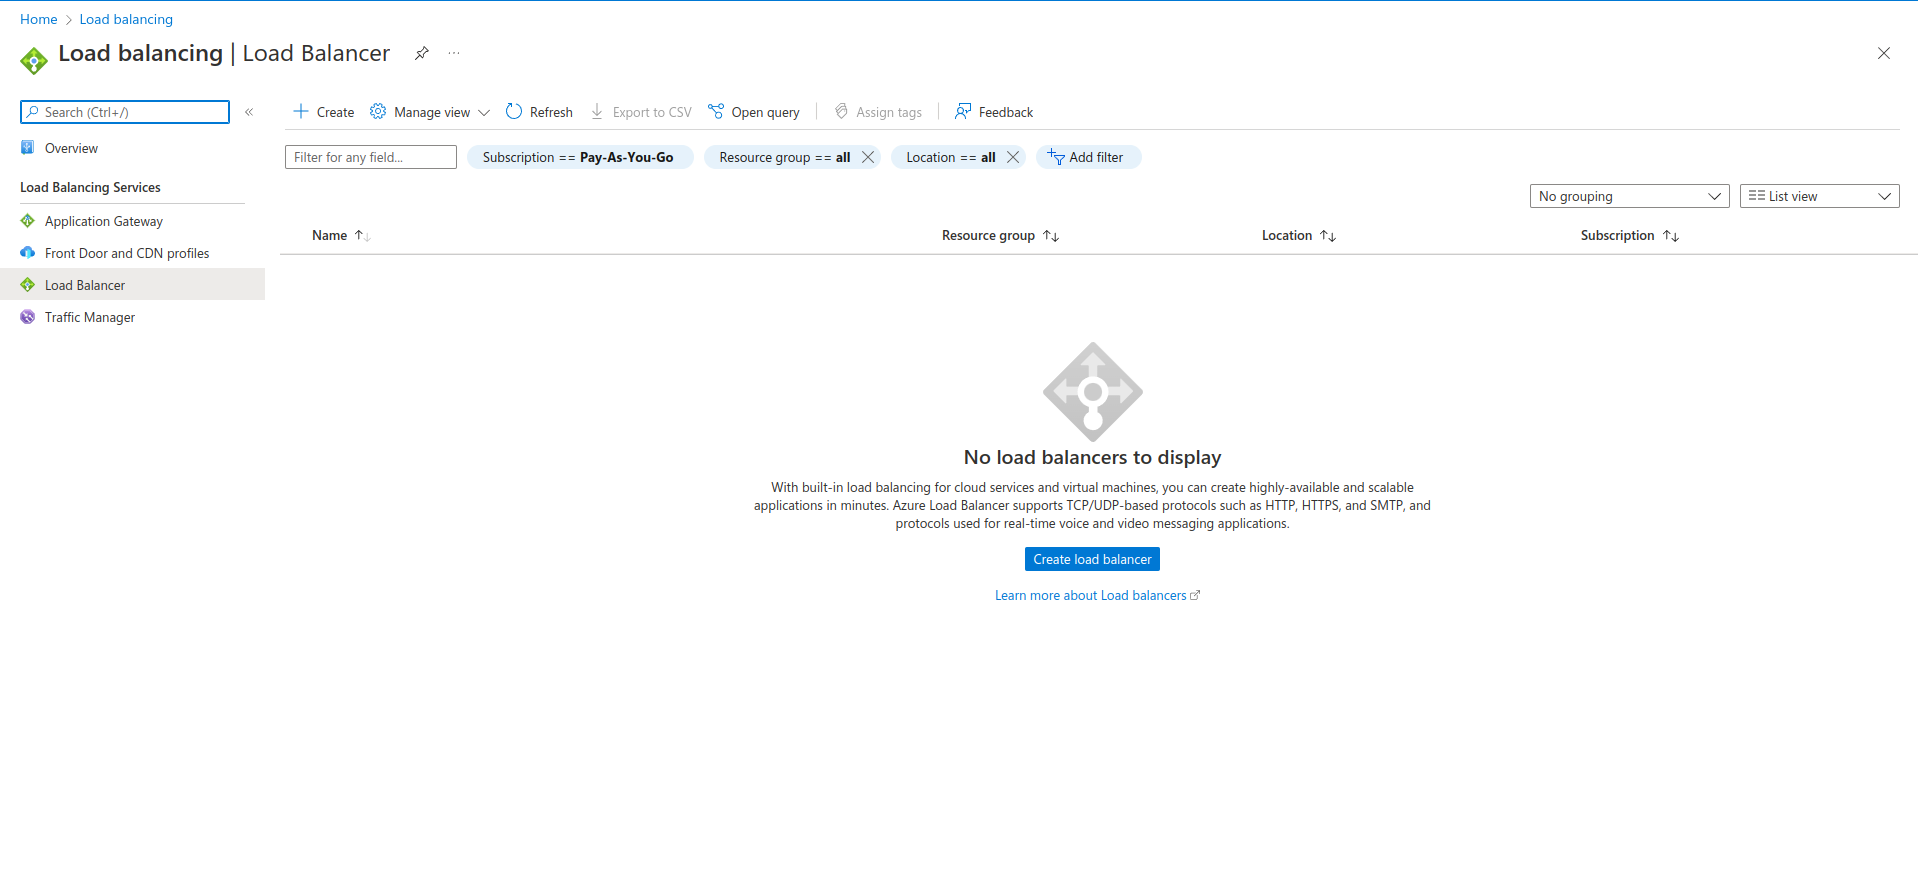 Home > Load balancing
Load balancing | Load Balancer ...
Search (Ctrl+/) «
Overview
Load Balancing Services
Application Gateway
Front Door and CDN profiles
Load Balancer
Traffic Manager
Create Manage view Refresh Export to CSV Open query Assign tags Feedback
Filter for any field... Subscription == Pay-As-You-Go Resource group == all Location == all Add filter
No grouping List view
Name Resource group Location Subscription
No load balancers to display
With built-in load balancing for cloud services and virtual machines, you can create highly-available and scalable
applications in minutes. Azure Load Balancer supports TCP/UDP-based protocols such as HTTP, HTTPS, and SMTP, and
protocols used for real-time voice and video messaging applications.
Create load balancer
Learn more about Load balancers